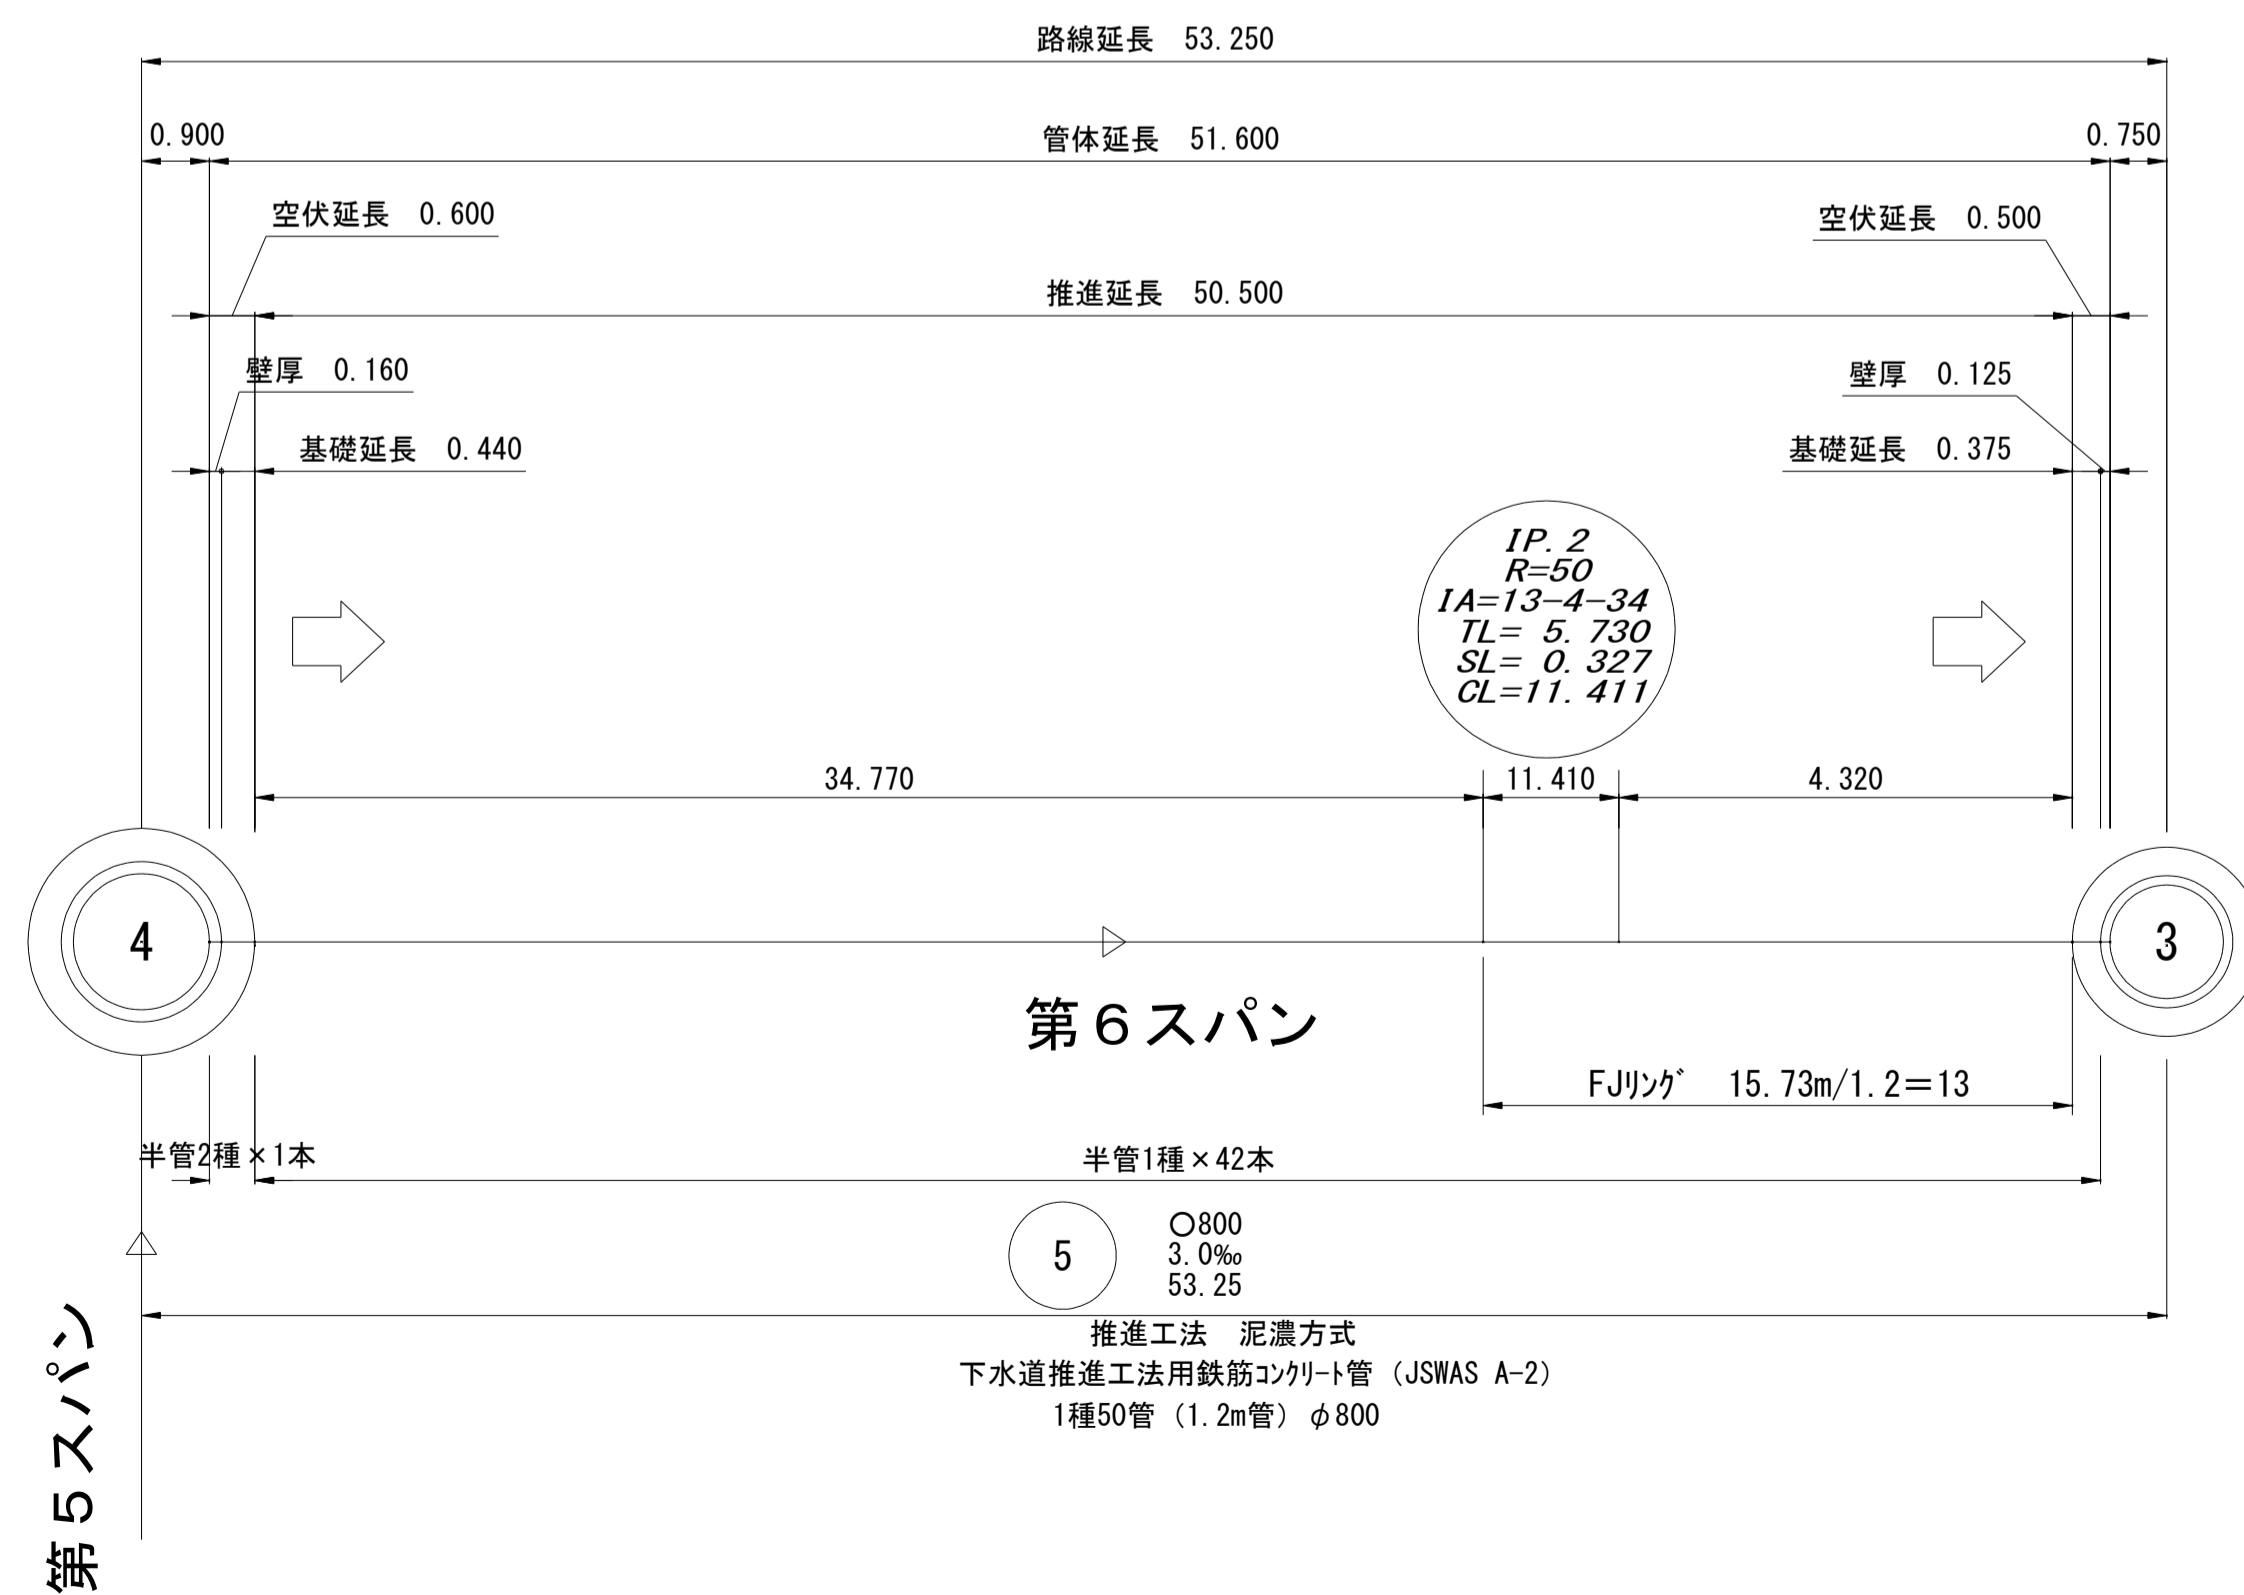 路線延長　53.250
0.900
管体延長　51.600
0.750
空伏延長　0.600
空伏延長　0.500
推進延長　50.500
壁厚　0.160
壁厚　0.125
基礎延長　0.440
基礎延長　0.375
IP.2
R=50
IA=13-4-34
TL= 5.730
SL= 0.327
CL=11.411
34.770
11.410
4.320
4
3
第６スパン
FJﾘﾝｸﾞ　15.73m/1.2＝13
半管2種×1本
半管1種×42本
5
○800
3.0‰
53.25
推進工法　泥濃方式
下水道推進工法用鉄筋ｺﾝｸﾘｰﾄ管（JSWAS A-2）
1種50管（1.2m管）φ800
第５スパン